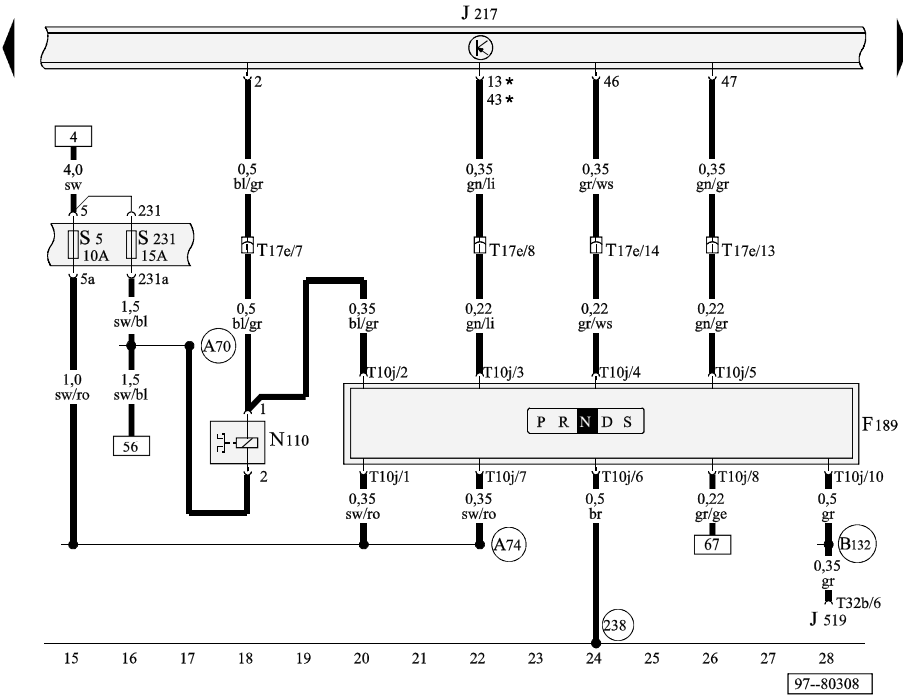 J 217
2
13*
43*
46
47
4
4,0
sw
0,5
bl/gr
0,35
gn/li
0,35
gr/ws
0,35
gn/gr
5
231
S 5
10A
S 231
15A
T17e/7
T17e/8
T17e/14
T17e/13
5a
231a
1,5
sw/bl
0,5
bl/gr
0,35
bl/gr
0,22
gn/li
0,22
gr/ws
0,22
gn/gr
A70
1,0
sw/ro
1,5
sw/bl
T10j/2
T10j/3
T10j/4
T10j/5
1
P R N D S
F 189
56
N110
2
T10j/1
T10j/7
T10j/6
T10j/8
T10j/10
0,35
sw/ro
0,35
sw/ro
0,5
br
0,22
gr/ge
0,5
gr
A74
67
B132
0,35
gr
T32b/6
J 519
238
15 16 17 18 19 20 21 22 23 24 25 26 27 28
97--80308